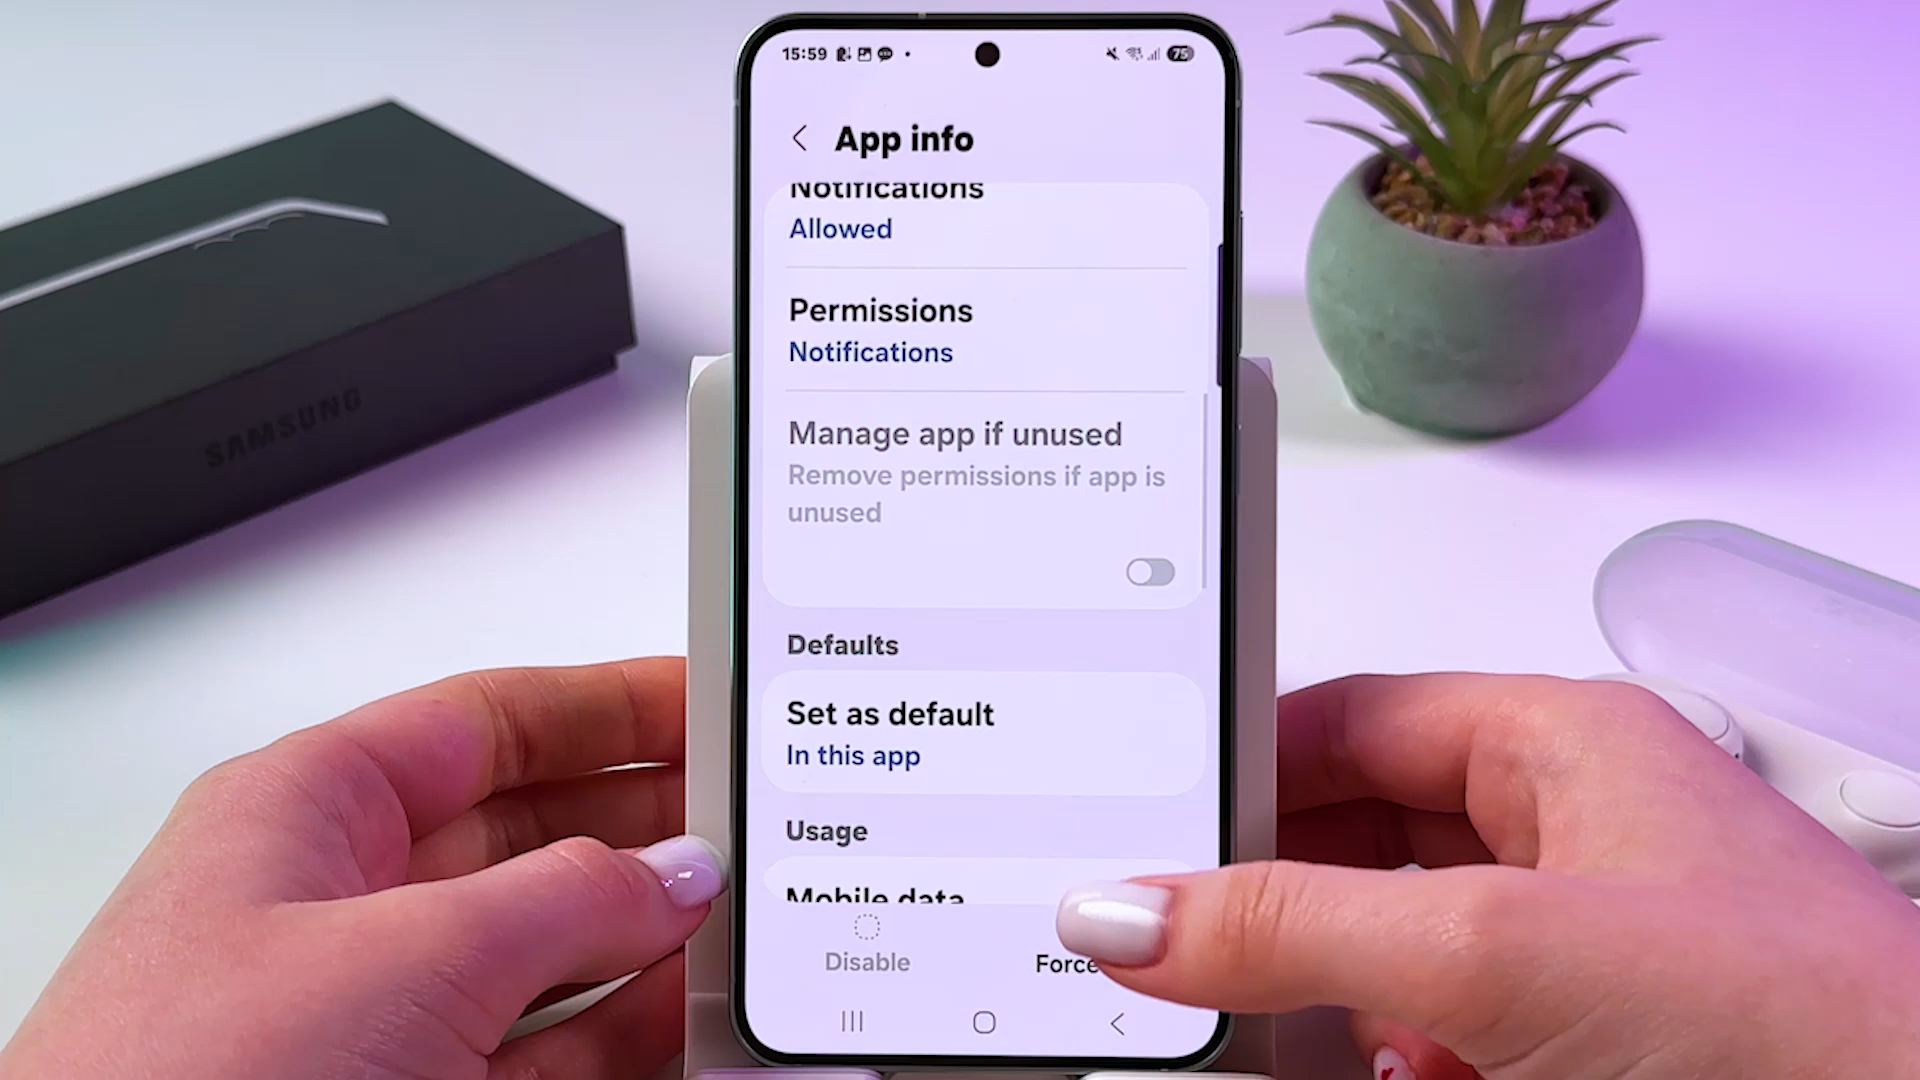 15:59
75
App info
Notifications
Allowed
Permissions
Notifications
Manage app if unused
Remove permissions if app is
unused
Defaults
Set as default
In this app
Usage
Mobile data
Disable
Force
SAMSUNG